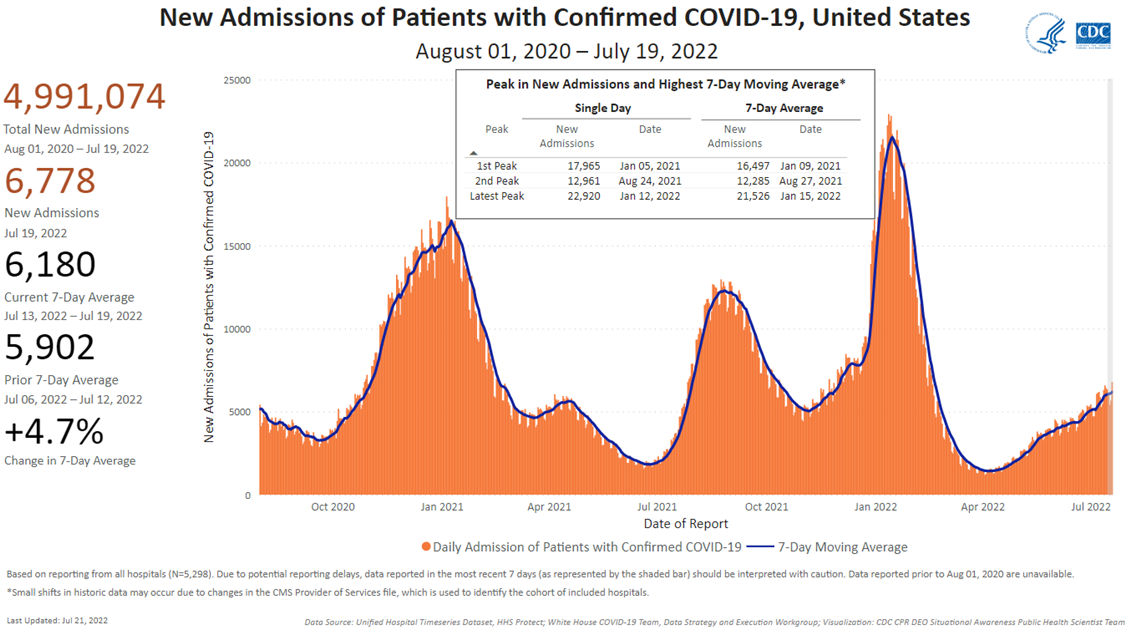 New Admissions of Patients with Confirmed COVID-19, United States
August 01, 2020 – July 19, 2022
CDC
4,991,074
Total New Admissions
Aug 01, 2020 – Jul 19, 2022
6,778
New Admissions
Jul 19, 2022
6,180
Current 7-Day Average
Jul 13, 2022 – Jul 19, 2022
5,902
Prior 7-Day Average
Jul 06, 2022 – Jul 12, 2022
+4.7%
Change in 7-Day Average
New Admissions of Patients with Confirmed COVID-19
25000
20000
15000
10000
5000
0
Peak in New Admissions and Highest 7-Day Moving Average*
Single Day 7-Day Average
Peak New Admissions Date New Admissions Date
1st Peak 17,965 Jan 05, 2021 16,497 Jan 09, 2021
2nd Peak 12,961 Aug 24, 2021 12,285 Aug 27, 2021
Latest Peak 22,920 Jan 12, 2022 21,526 Jan 15, 2022
Oct 2020 Jan 2021 Apr 2021 Jul 2021 Oct 2021 Jan 2022 Apr 2022 Jul 2022
Date of Report
Daily Admission of Patients with Confirmed COVID-19 7-Day Moving Average
Based on reporting from all hospitals (N=5,298). Due to potential reporting delays, data reported in the most recent 7 days (as represented by the shaded bar) should be interpreted with caution. Data reported prior to Aug 01, 2020 are unavailable.
*Small shifts in historic data may occur due to changes in the CMS Provider of Services file, which is used to identify the cohort of included hospitals.
Last Updated: Jul 21, 2022
Data Source: Unified Hospital Timeseries Dataset, HHS Protect; White House COVID-19 Team, Data Strategy and Execution Workgroup; Visualization: CDC CPR DEO Situational Awareness Public Health Scientist Team